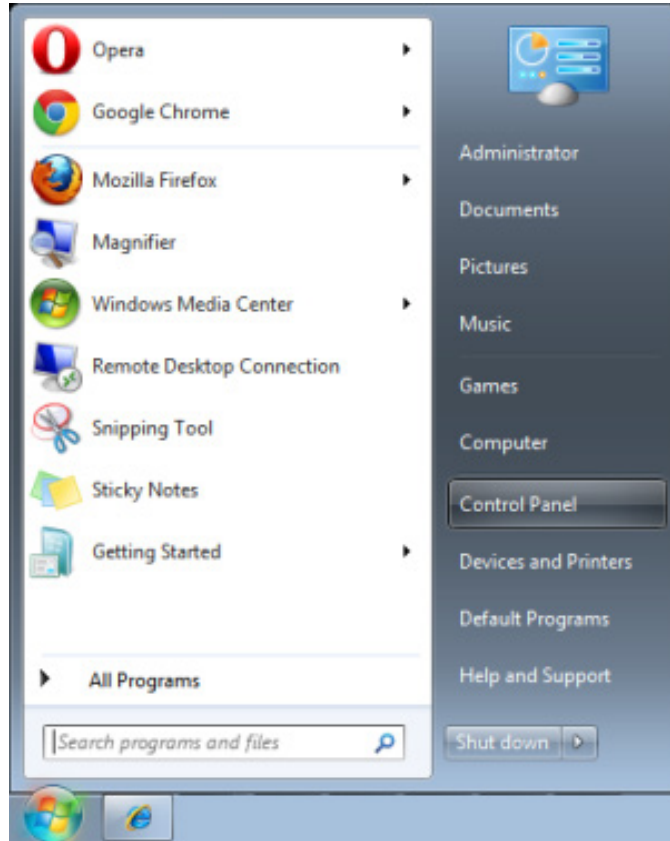 Opera
Google Chrome
Mozilla Firefox
Magnifier
Windows Media Center
Remote Desktop Connection
Snipping Tool
Sticky Notes
Getting Started
All Programs
Search programs and files
Administrator
Documents
Pictures
Music
Games
Computer
Control Panel
Devices and Printers
Default Programs
Help and Support
Shut down